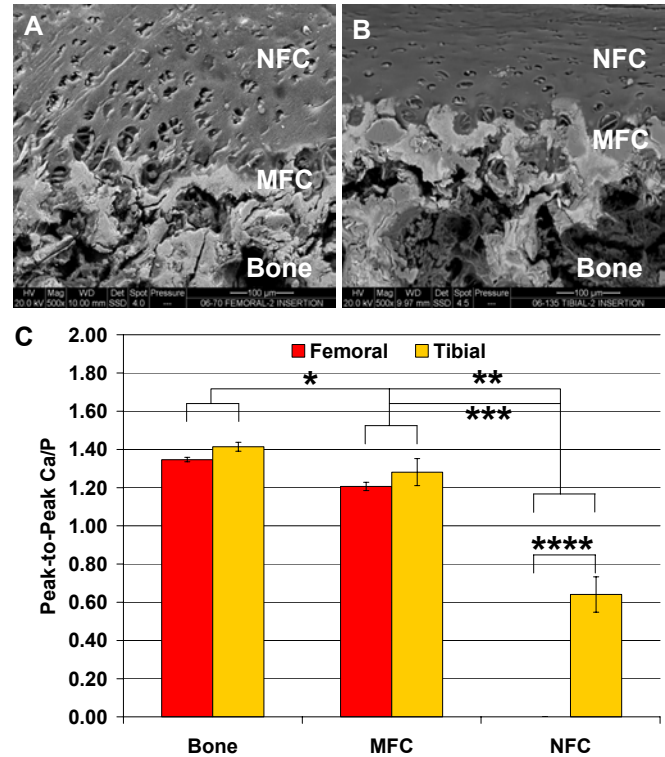 A
NFC
MFC
Bone
HV Mag WD Det Spot Pressure
20.0 kV 500x 10.00 mm SSD 4.0 --- 100 µm 06-70 FEMORAL-2 INSERTION
B
NFC
MFC
Bone
HV Mag WD Det Spot Pressure
20.0 kV 500x 9.97 mm SSD 4.5 --- 100 µm 06-135 TIBIAL-2 INSERTION
C
Femoral Tibial
Peak-to-Peak Ca/P
2.00
1.80
1.60
1.40
1.20
1.00
0.80
0.60
0.40
0.20
0.00
* **
***
****
Bone MFC NFC